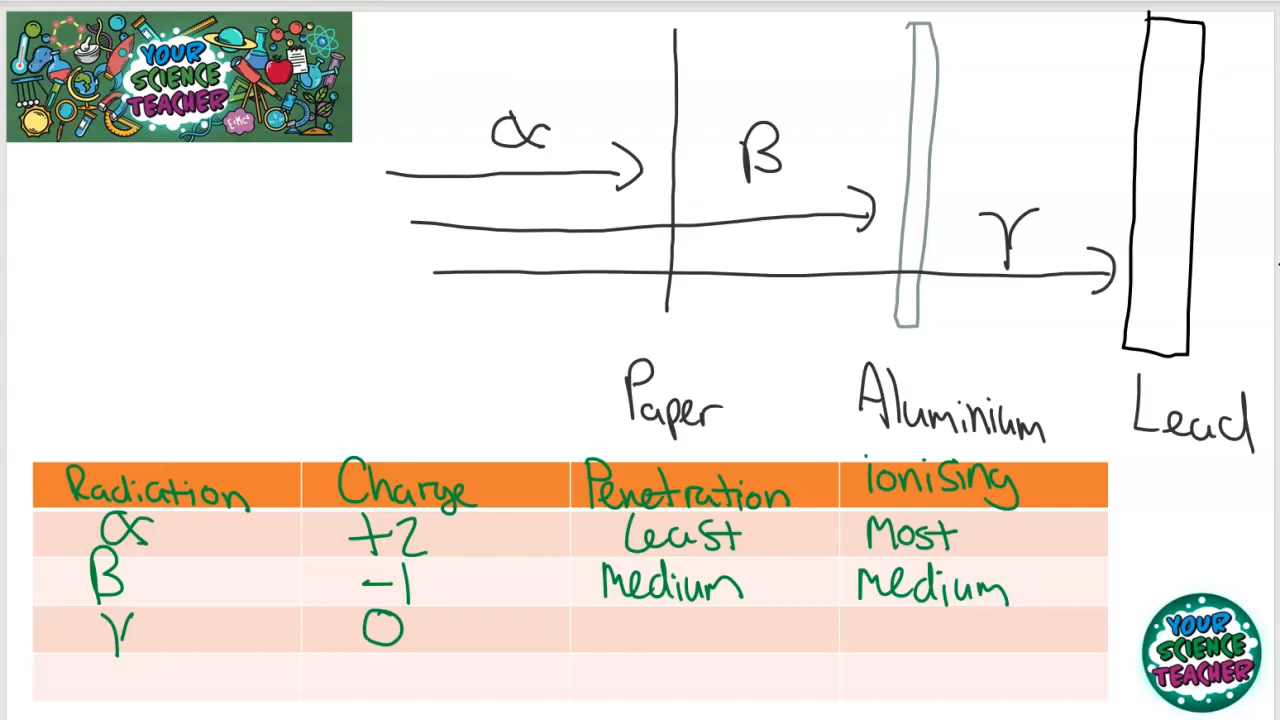 YOUR
SCIENCE
TEACHER
E=MC²
α
β
γ
Paper
Aluminium
Lead
Radiation Charge Penetration ionising
α +2 Least Most
β -1 Medium Medium
γ 0
YOUR
SCIENCE
TEACHER